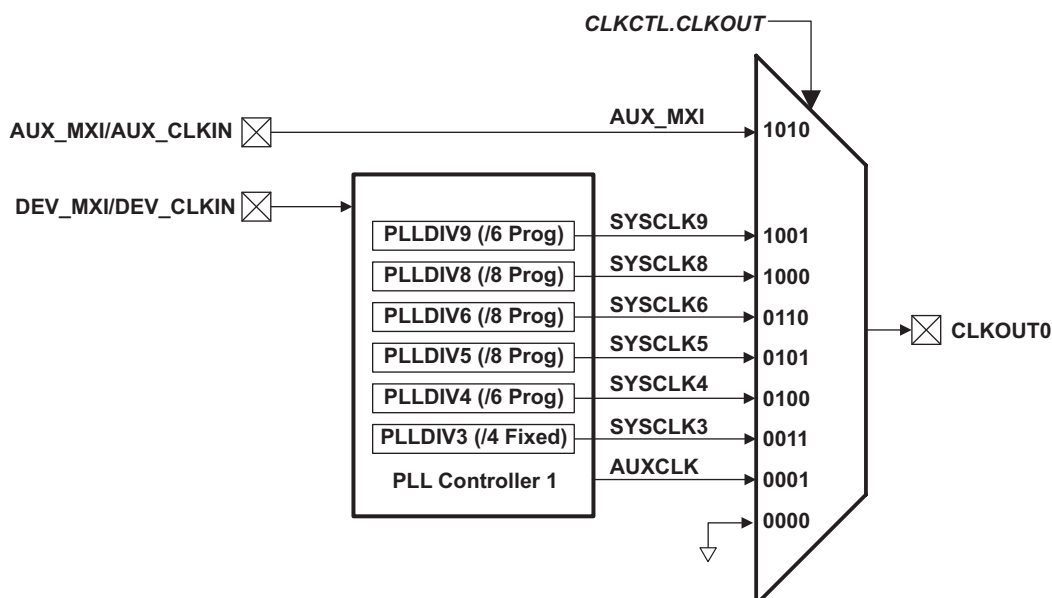 CLKCTL.CLKOUT
AUX_MXI/AUX_CLKIN
AUX_MXI
1010
DEV_MXI/DEV_CLKIN
PLLDIV9 (/6 Prog)
SYSCLK9
1001
PLLDIV8 (/8 Prog)
SYSCLK8
1000
PLLDIV6 (/8 Prog)
SYSCLK6
0110
CLKOUT0
PLLDIV5 (/8 Prog)
SYSCLK5
0101
PLLDIV4 (/6 Prog)
SYSCLK4
0100
PLLDIV3 (/4 Fixed)
SYSCLK3
0011
PLL Controller 1
AUXCLK
0001
0000